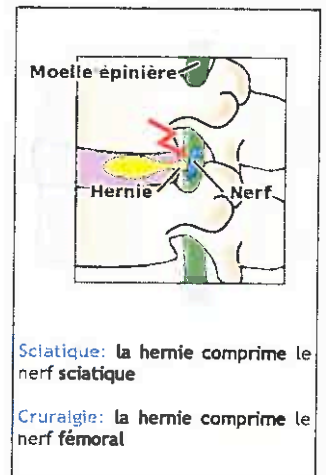 Moelle épinière
Hernie
Nerf
Sciatique: la hernie comprime le
nerf sciatique
Cruralgie: la hernie comprime le
nerf fémoral